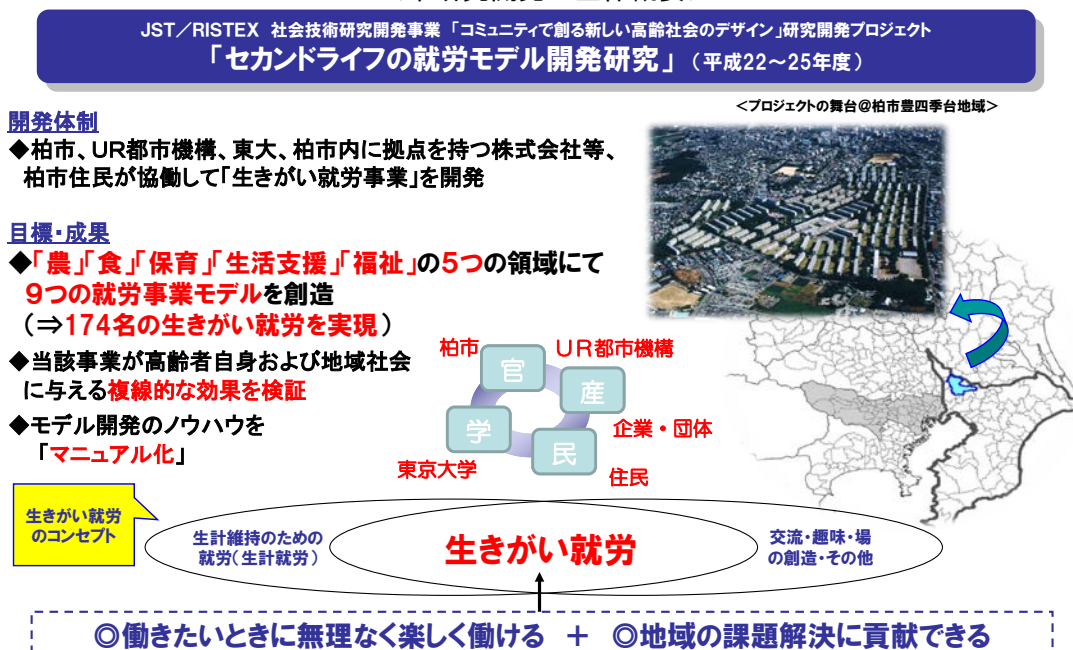 JST／RISTEX 社会技術研究開発事業 「コミュニティで創る新しい高齢社会のデザイン」研究開発プロジェクト
「セカンドライフの就労モデル開発研究」（平成22～25年度）
＜プロジェクトの舞台＠柏市豊四季台地域＞
開発体制
◆柏市、UR都市機構、東大、柏市内に拠点を持つ株式会社等、
柏市住民が協働して「生きがい就労事業」を開発
目標・成果
◆「農」「食」「保育」「生活支援」「福祉」の５つの領域にて
９つの就労事業モデルを創造
（⇒174名の生きがい就労を実現）
◆当該事業が高齢者自身および地域社会
に与える複線的な効果を検証
◆モデル開発のノウハウを
「マニュアル化」
柏市
ＵＲ都市機構
官
産
学
民
企業・団体
東京大学
住民
生きがい就労
のコンセプト
生計維持のための
就労（生計就労）
生きがい就労
交流・趣味・場
の創造・その他
◎働きたいときに無理なく楽しく働ける ＋ ◎地域の課題解決に貢献できる